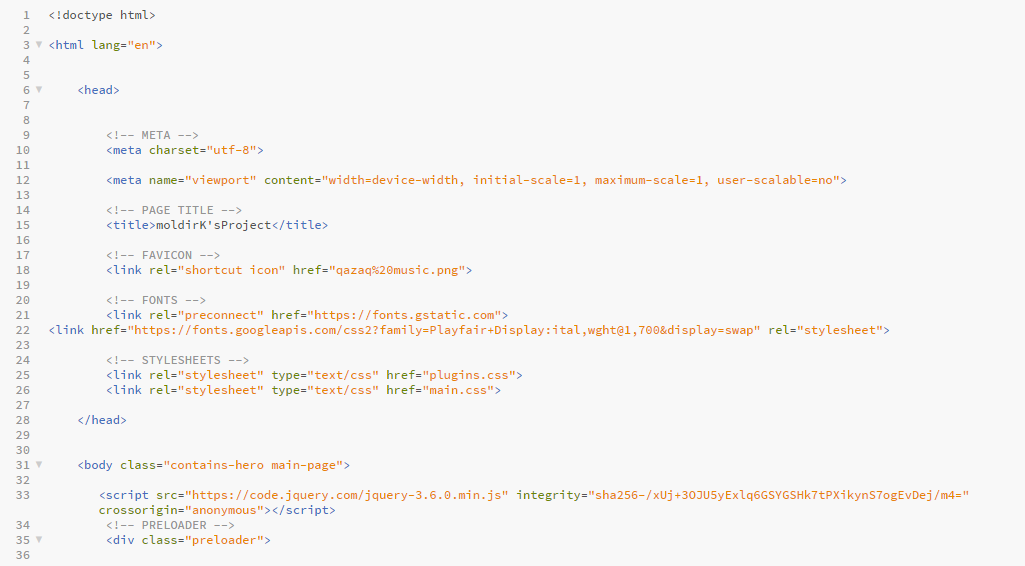 1 <!doctype html>
2
3 <html lang="en">
4
5
6 <head>
7
8
9 <!-- META -->
10 <meta charset="utf-8">
11
12 <meta name="viewport" content="width=device-width, initial-scale=1, maximum-scale=1, user-scalable=no">
13
14 <!-- PAGE TITLE -->
15 <title>moldirK'sProject</title>
16
17 <!-- FAVICON -->
18 <link rel="shortcut icon" href="qazaq%20music.png">
19
20 <!-- FONTS -->
21 <link rel="preconnect" href="https://fonts.gstatic.com">
22 <link href="https://fonts.googleapis.com/css2?family=Playfair+Display:ital,wght@1,700&display=swap" rel="stylesheet">
23
24 <!-- STYLESHEETS -->
25 <link rel="stylesheet" type="text/css" href="plugins.css">
26 <link rel="stylesheet" type="text/css" href="main.css">
27
28 </head>
29
30
31 <body class="contains-hero main-page">
32
33 <script src="https://code.jquery.com/jquery-3.6.0.min.js" integrity="sha256-/xUj+3OJU5yExlq6GSYGSHk7tPXikynS7ogEvDej/m4="
crossorigin="anonymous"></script>
34 <!-- PRELOADER -->
35 <div class="preloader">
36